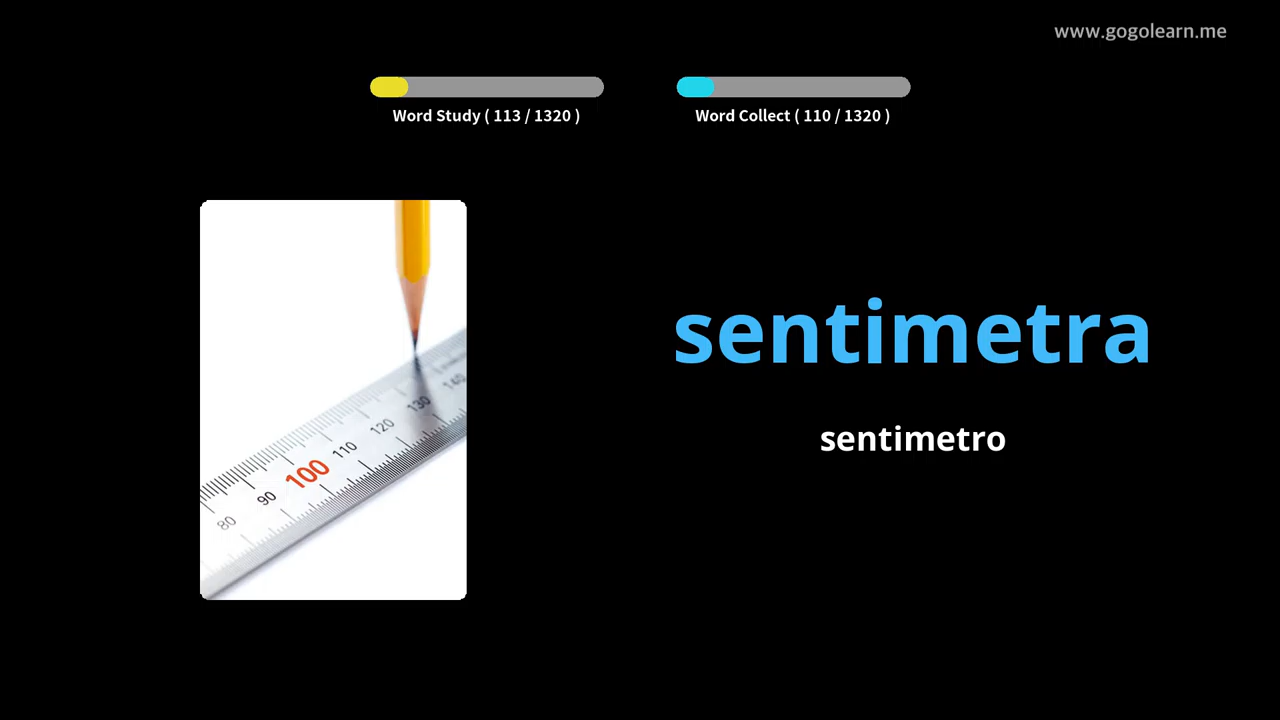 www.gogolearn.me
Word Study ( 113 / 1320 )
Word Collect ( 110 / 1320 )
sentimetra
sentimetro
80
90
100
110
120
130
140